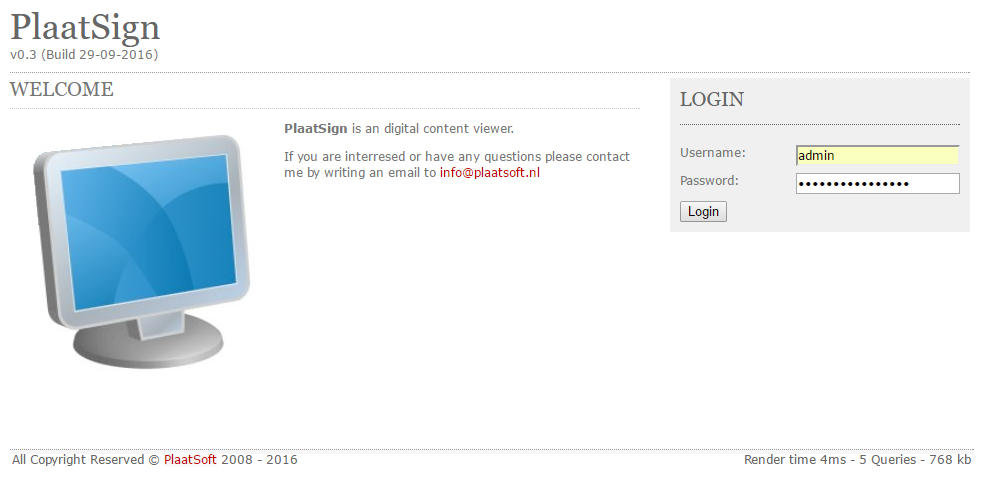 PlaatSign
v0.3 (Build 29-09-2016)
WELCOME
PlaatSign is an digital content viewer.
If you are interresed or have any questions please contact
me by writing an email to info@plaatsoft.nl
LOGIN
Username: admin
Password: ••••••••••••••••
Login
All Copyright Reserved © PlaatSoft 2008 - 2016
Render time 4ms - 5 Queries - 768 kb